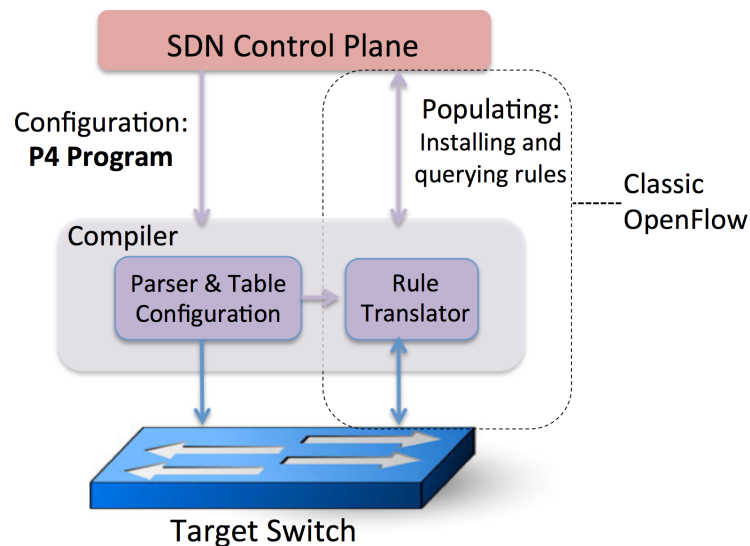 SDN Control Plane
Configuration:
P4 Program
Populating:
Installing and
querying rules
Classic
OpenFlow
Compiler
Parser & Table
Configuration
Rule
Translator
Target Switch